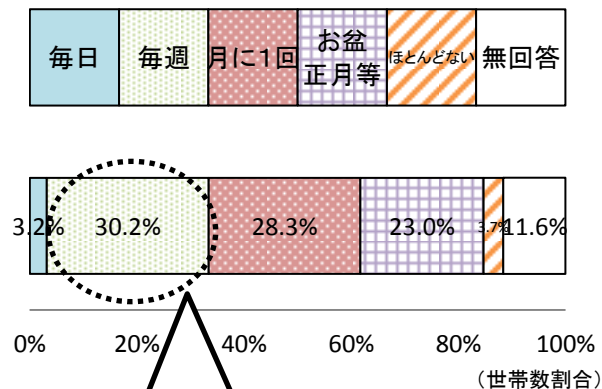 毎日 毎週 月に1回 お盆 正月等 ほとんどない 無回答
3.2% 30.2% 28.3% 23.0% 3.7% 11.6%
0% 20% 40% 60% 80% 100%
(世帯数割合)